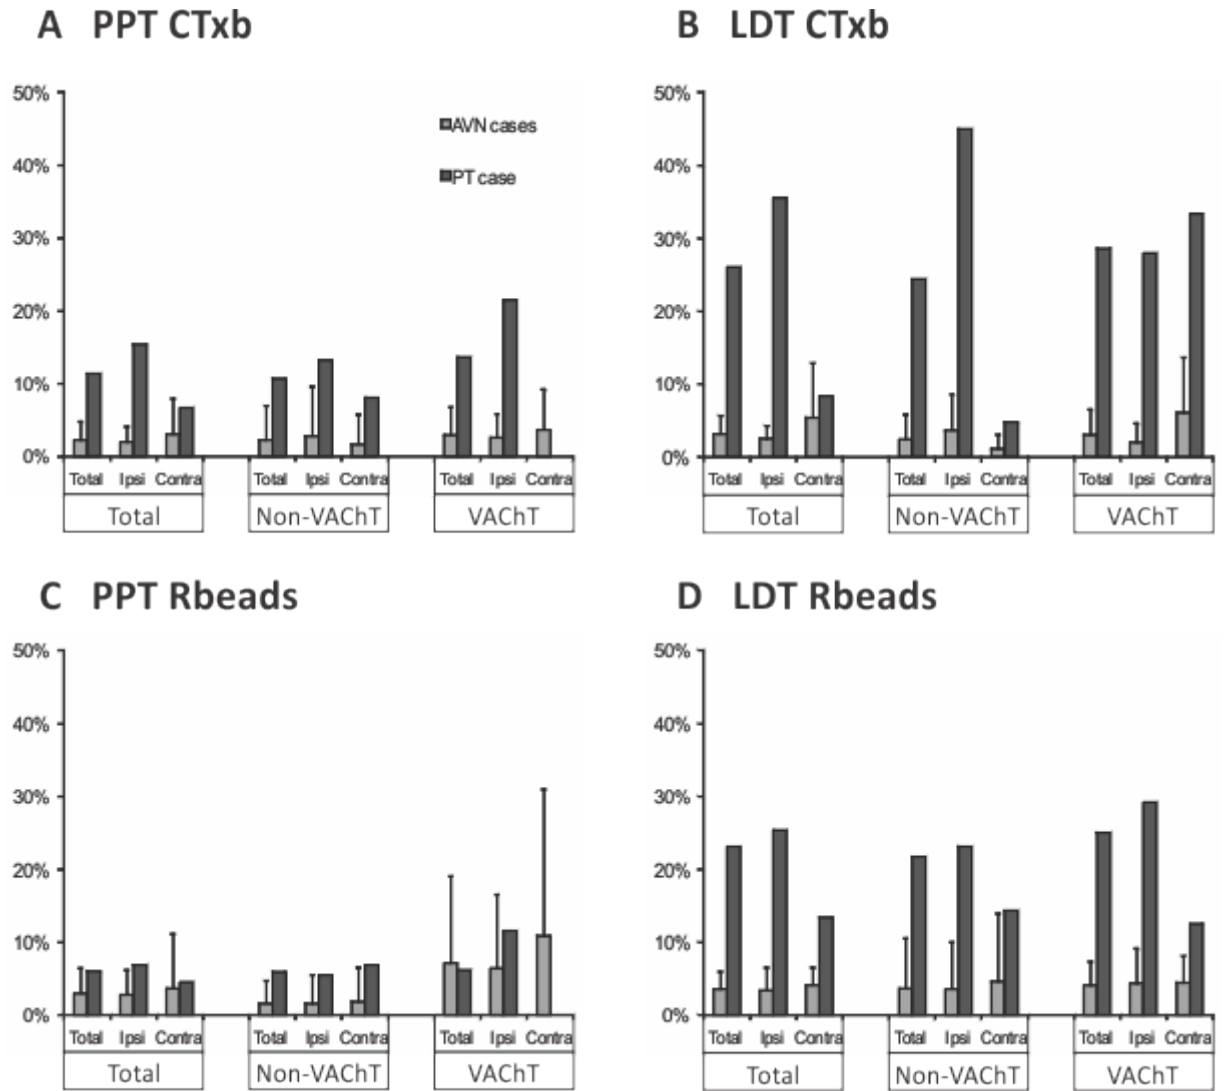 A PPT CTxb
50%
40%
30%
20%
10%
0%
AVN cases
PT case
Total Ipsi Contra Total Ipsi Contra Total Ipsi Contra
Total Non-VAChT VAChT
B LDT CTxb
50%
40%
30%
20%
10%
0%
Total Ipsi Contra Total Ipsi Contra Total Ipsi Contra
Total Non-VAChT VAChT
C PPT Rbeads
50%
40%
30%
20%
10%
0%
Total Ipsi Contra Total Ipsi Contra Total Ipsi Contra
Total Non-VAChT VAChT
D LDT Rbeads
50%
40%
30%
20%
10%
0%
Total Ipsi Contra Total Ipsi Contra Total Ipsi Contra
Total Non-VAChT VAChT